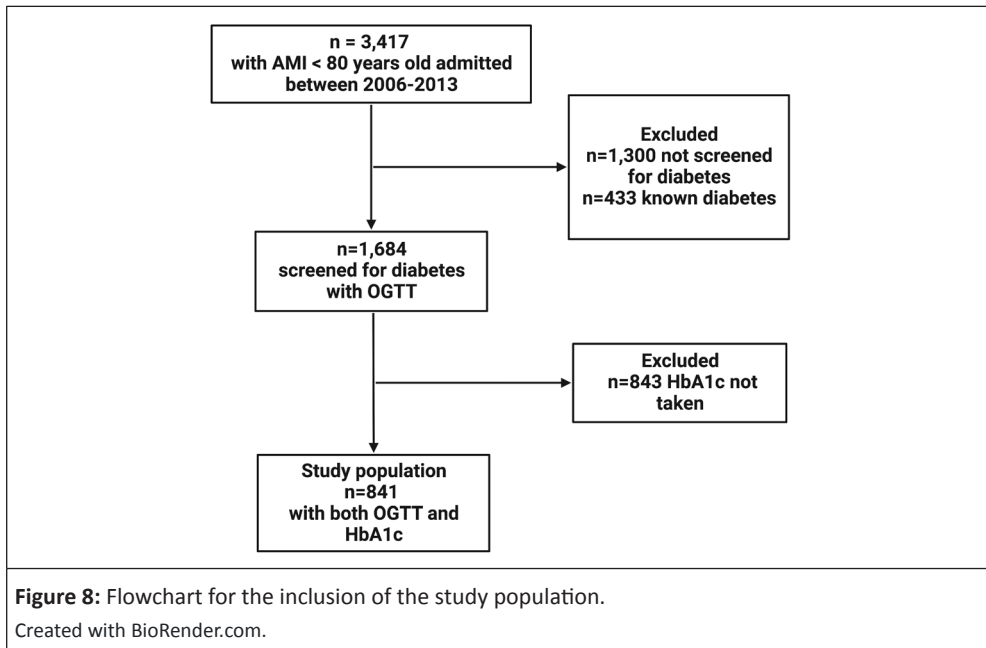 n = 3,417
with AMI < 80 years old admitted
between 2006-2013
Excluded
n=1,300 not screened
for diabetes
n=433 known diabetes
n=1,684
screened for diabetes
with OGTT
Excluded
n=843 HbA1c not
taken
Study population
n=841
with both OGTT and
HbA1c
Figure 8: Flowchart for the inclusion of the study population.
Created with BioRender.com.